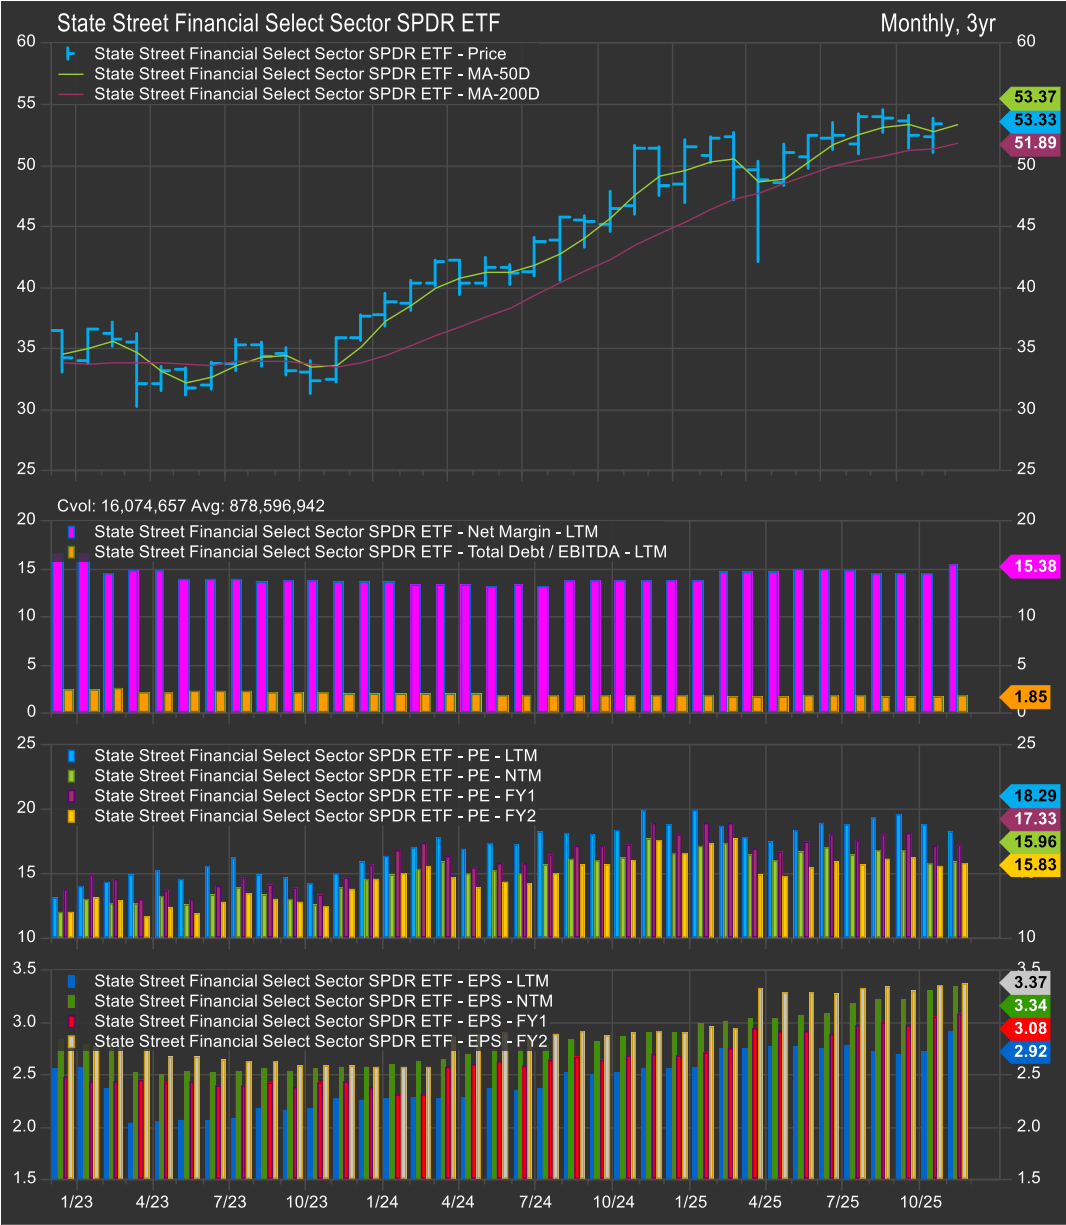 State Street Financial Select Sector SPDR ETF Monthly, 3yr
60 60
State Street Financial Select Sector SPDR ETF - Price
State Street Financial Select Sector SPDR ETF - MA-50D
State Street Financial Select Sector SPDR ETF - MA-200D
53.37
55
53.33
51.89
50 50
45 45
40 40
35 35
30 30
25 25
Cvol: 16,074,657 Avg: 878,596,942
20 20
State Street Financial Select Sector SPDR ETF - Net Margin - LTM
State Street Financial Select Sector SPDR ETF - Total Debt / EBITDA - LTM
15 15.38
10 10
5 5
1.85
0 0
25 25
State Street Financial Select Sector SPDR ETF - PE - LTM
State Street Financial Select Sector SPDR ETF - PE - NTM
State Street Financial Select Sector SPDR ETF - PE - FY1
18.29
20
State Street Financial Select Sector SPDR ETF - PE - FY2
17.33
15.96
15.83
15
10 10
3.5 3.5
State Street Financial Select Sector SPDR ETF - EPS - LTM
3.37
State Street Financial Select Sector SPDR ETF - EPS - NTM
3.34
3.0
State Street Financial Select Sector SPDR ETF - EPS - FY1
3.08
State Street Financial Select Sector SPDR ETF - EPS - FY2
2.92
2.5 2.5
2.0 2.0
1.5 1.5
1/23 4/23 7/23 10/23 1/24 4/24 7/24 10/24 1/25 4/25 7/25 10/25